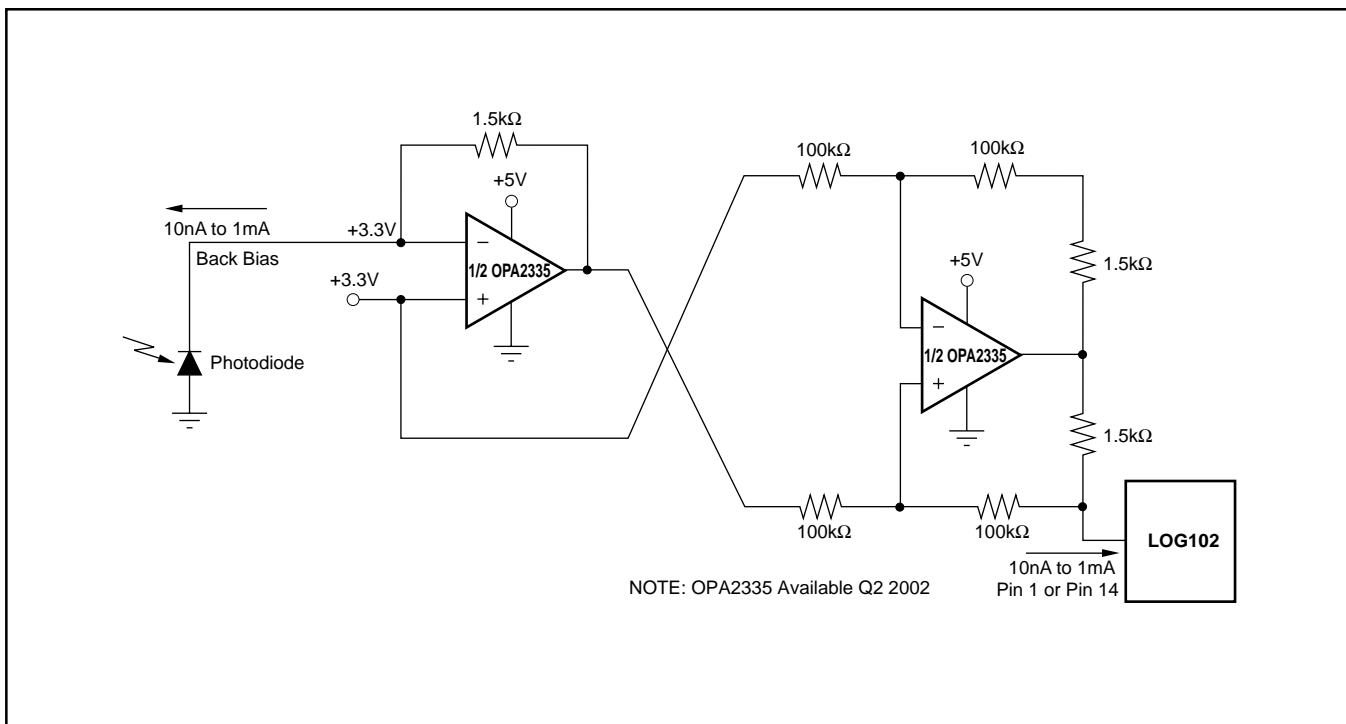 1.5kΩ
+5V
10nA to 1mA
Back Bias
+3.3V
+3.3V
−
+
1/2 OPA2335
Photodiode
100kΩ
100kΩ
1.5kΩ
+5V
−
+
1/2 OPA2335
1.5kΩ
100kΩ
100kΩ
LOG102
10nA to 1mA
Pin 1 or Pin 14
NOTE: OPA2335 Available Q2 2002